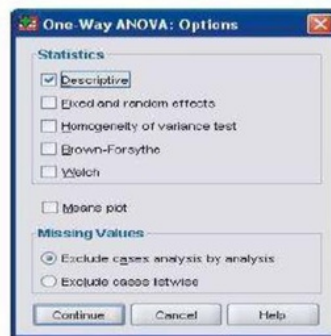 One-Way ANOVA: Options
Statistics
Descriptive
Fixed and random effects
Homogeneity of variance test
Brown-Forsythe
Welch
Means plot
Missing Values
Exclude cases analysis by analysis
Exclude cases listwise
Continue Cancel Help